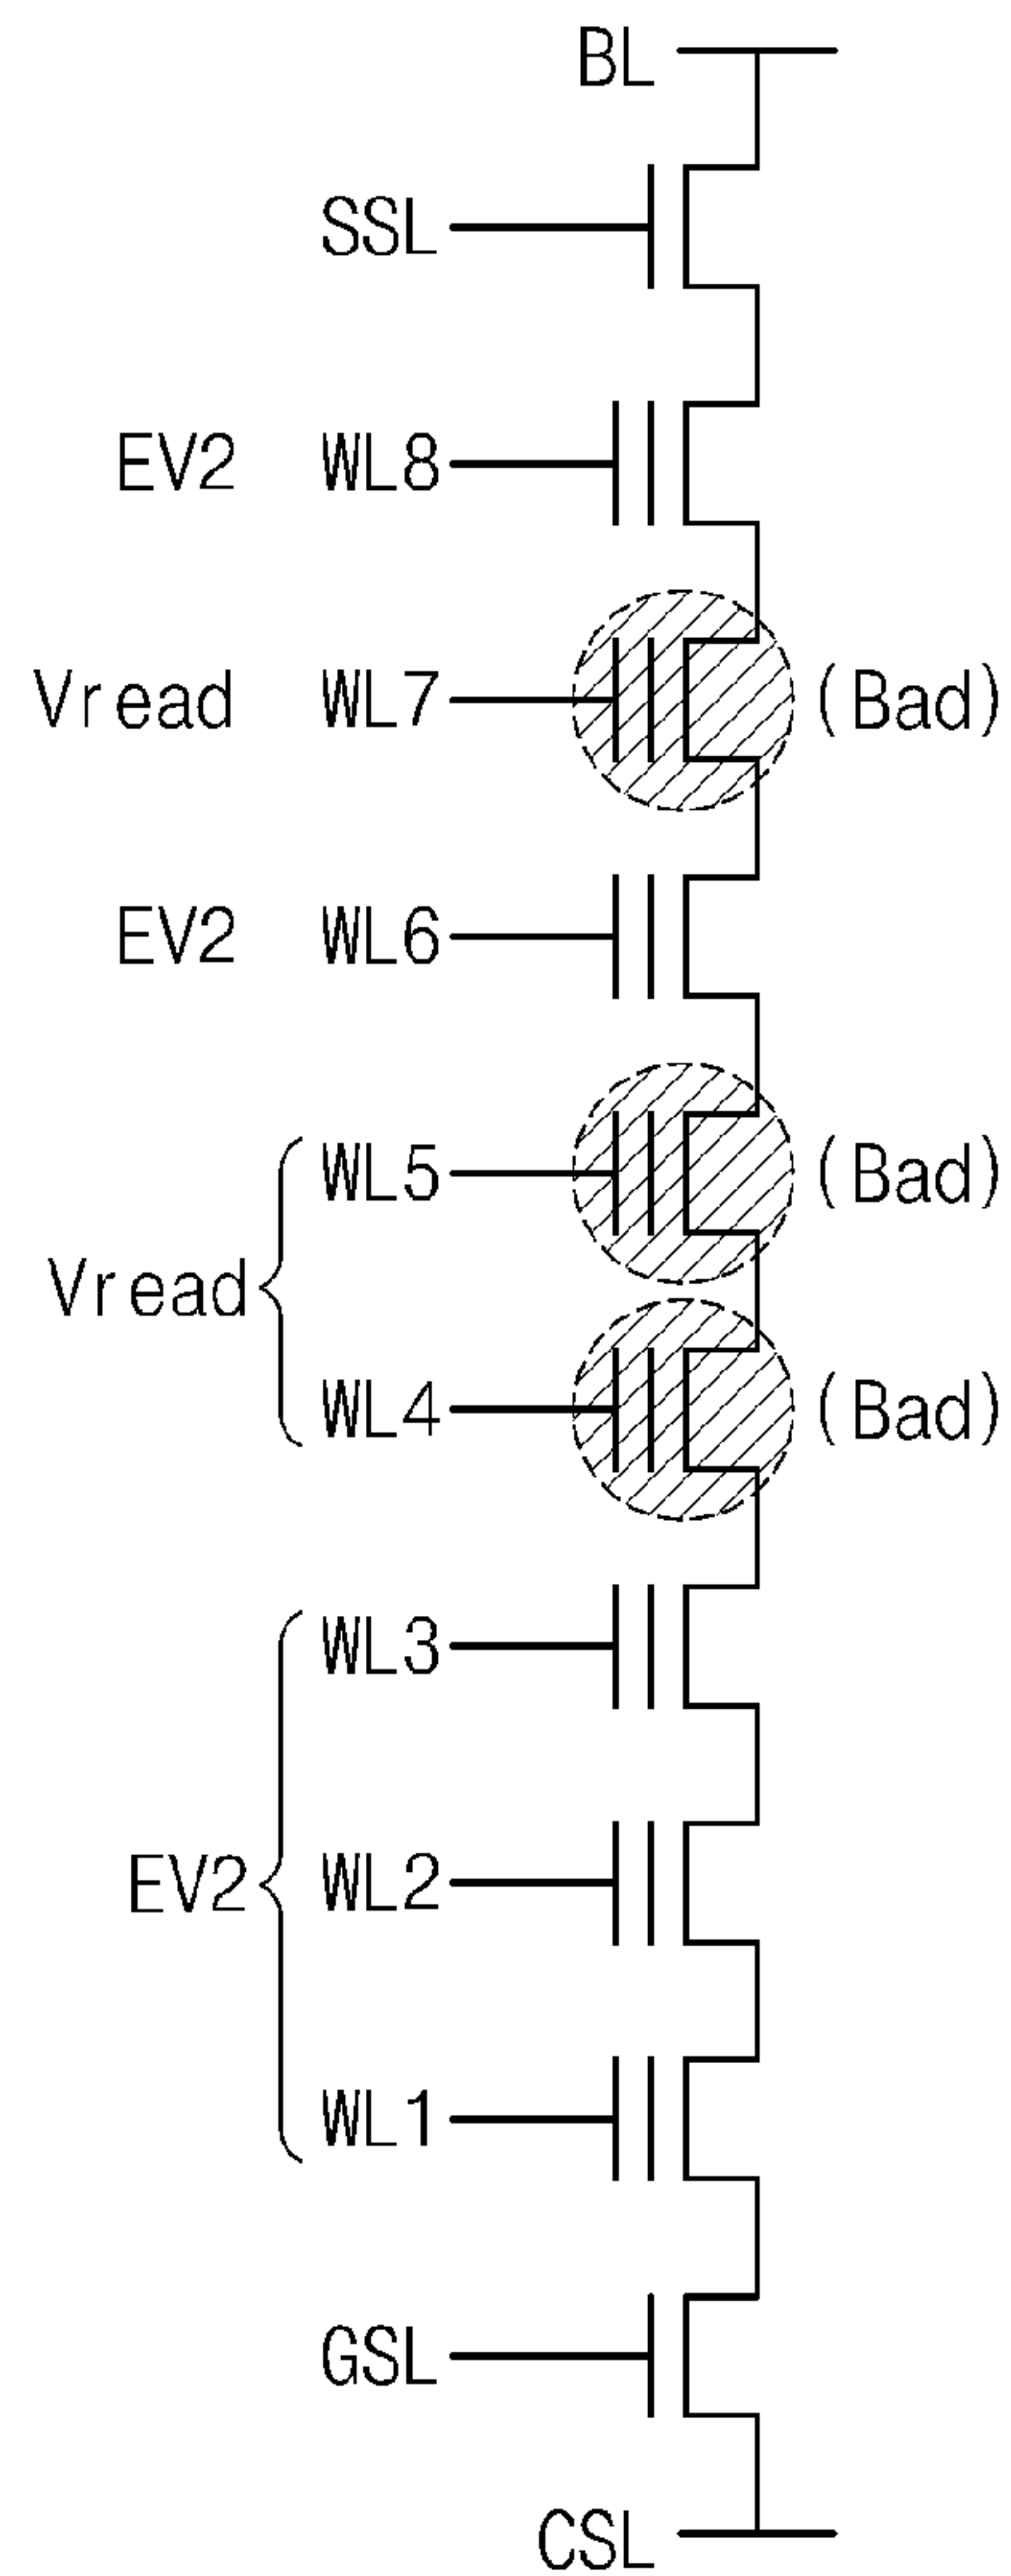 BL
SSL
EV2 WL8
Vread WL7 (Bad)
EV2 WL6
WL5 (Bad)
Vread
WL4 (Bad)
WL3
EV2 WL2
WL1
GSL
CSL